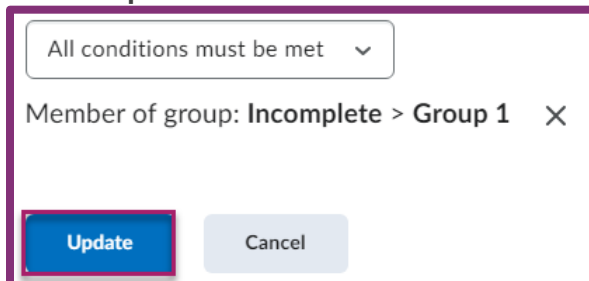 All conditions must be met
Member of group: Incomplete > Group 1
Update
Cancel